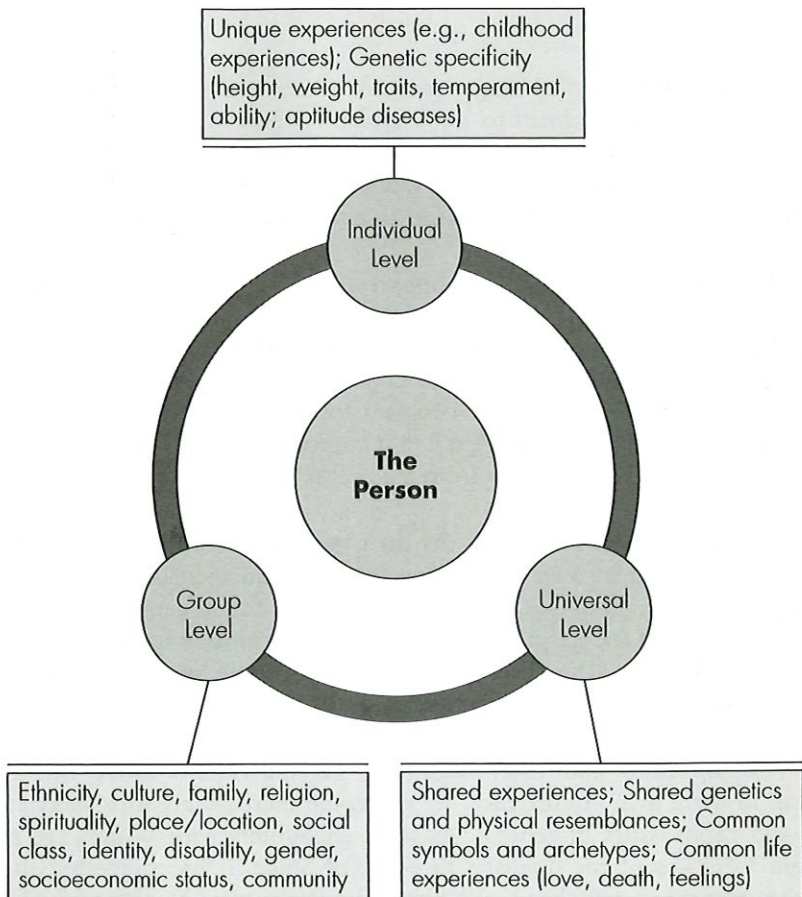 Unique experiences (e.g., childhood
experiences); Genetic specificity
(height, weight, traits, temperament,
ability; aptitude diseases)
Individual
Level
The
Person
Group
Level
Universal
Level
Ethnicity, culture, family, religion,
spirituality, place/location, social
class, identity, disability, gender,
socioeconomic status, community
Shared experiences; Shared genetics
and physical resemblances; Common
symbols and archetypes; Common life
experiences (love, death, feelings)